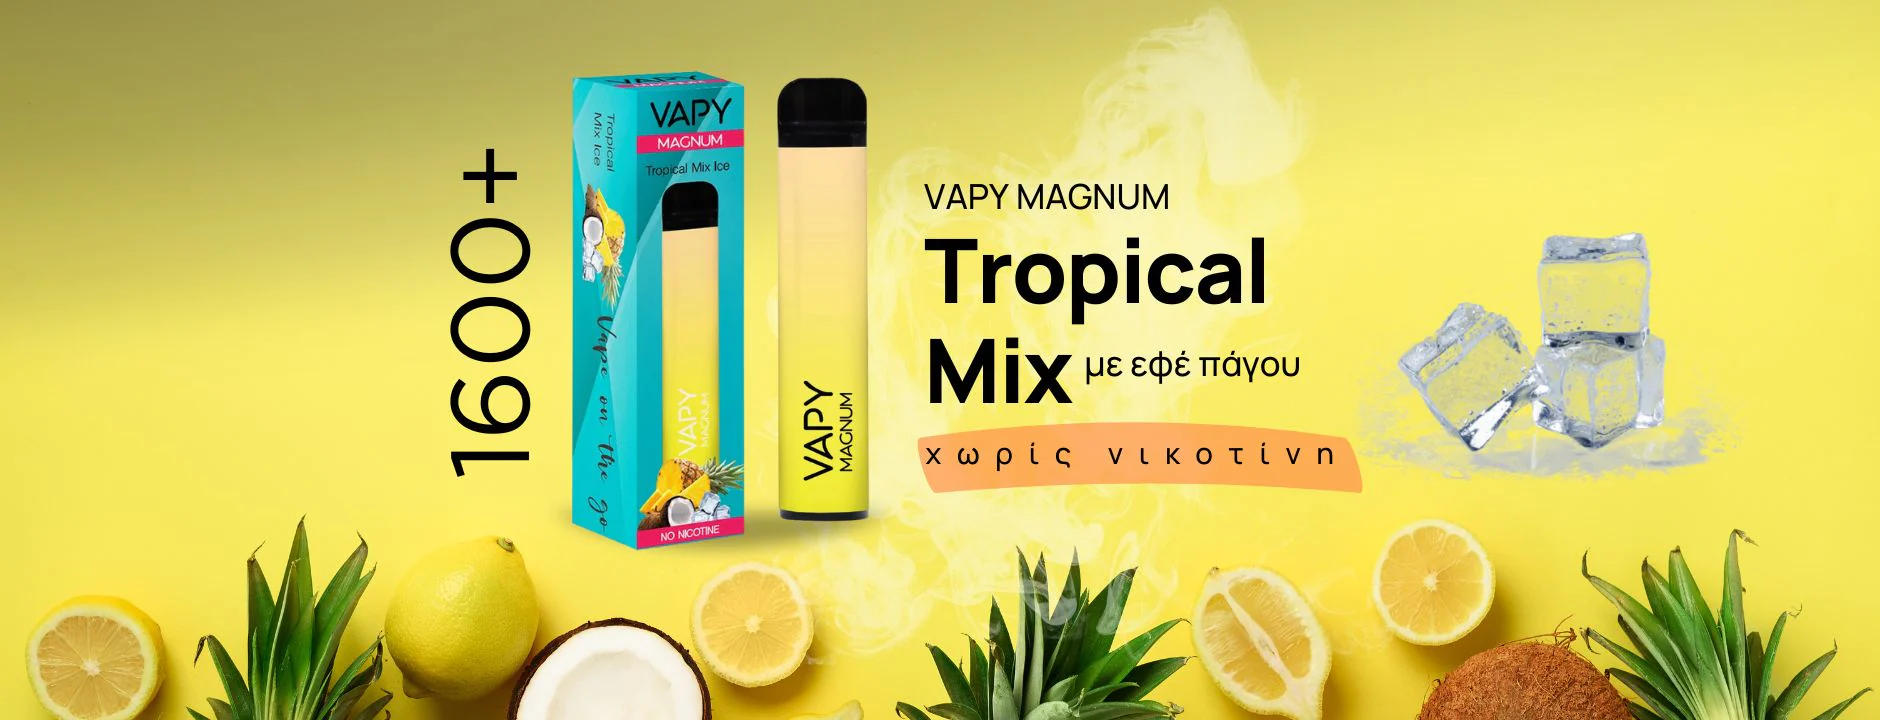 1600+
VAPY
MAGNUM
Tropical Mix Ice
Tropical
Mix Ice
Vape on the go
VAPY
MAGNUM
NO NICOTINE
VAPY
MAGNUM
VAPY MAGNUM
Tropical
Mix με εφέ πάγου
χωρίς νικοτίνη